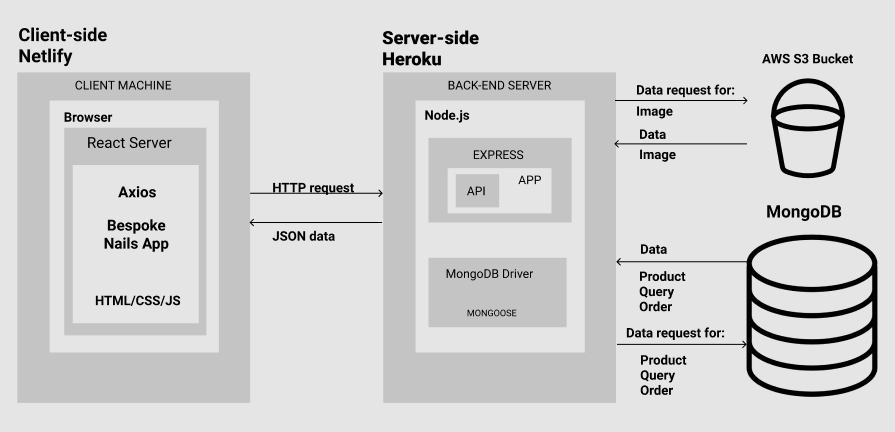 Client-side
Netlify
CLIENT MACHINE
Browser
React Server
Axios
Bespoke
Nails App
HTML/CSS/JS
HTTP request
JSON data
Server-side
Heroku
BACK-END SERVER
Node.js
EXPRESS
APP
API
MongoDB Driver
MONGOOSE
Data request for:
Image
Data
Image
AWS S3 Bucket
MongoDB
Data
Product
Query
Order
Data request for:
Product
Query
Order